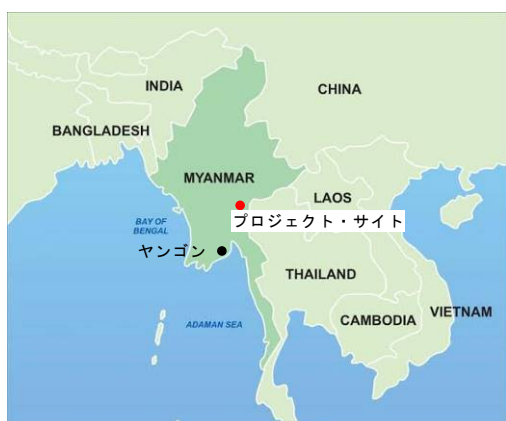 INDIA
CHINA
BANGLADESH
MYANMAR
LAOS
プロジェクト・サイト
BAY OF
BENGAL
ヤンゴン
THAILAND
VIETNAM
CAMBODIA
ADAMAN SEA